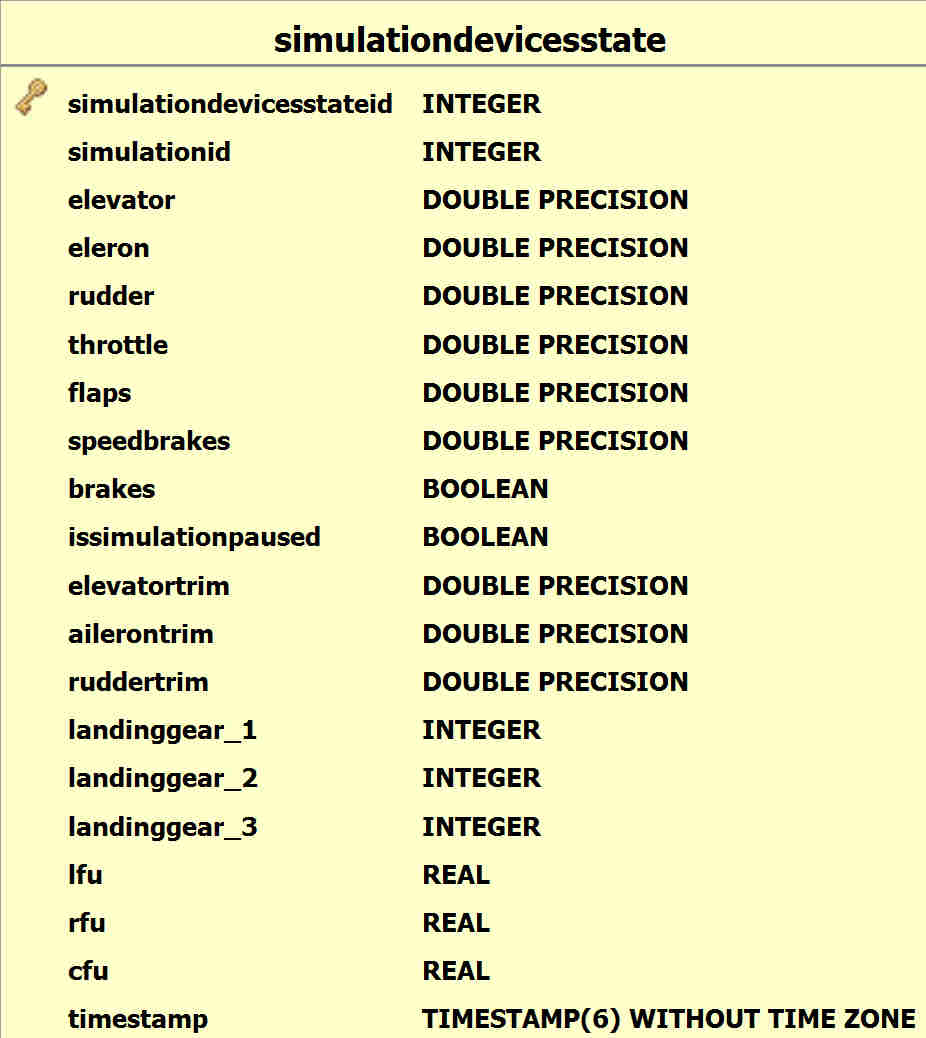 simulationdevicesstate
simulationdevicesstateid INTEGER
simulationid INTEGER
elevator DOUBLE PRECISION
eleron DOUBLE PRECISION
rudder DOUBLE PRECISION
throttle DOUBLE PRECISION
flaps DOUBLE PRECISION
speedbrakes DOUBLE PRECISION
brakes BOOLEAN
issimulationpaused BOOLEAN
elevatortrim DOUBLE PRECISION
ailerontrim DOUBLE PRECISION
ruddertrim DOUBLE PRECISION
landinggear_1 INTEGER
landinggear_2 INTEGER
landinggear_3 INTEGER
lfu REAL
rfu REAL
cfu REAL
timestamp TIMESTAMP(6) WITHOUT TIME ZONE